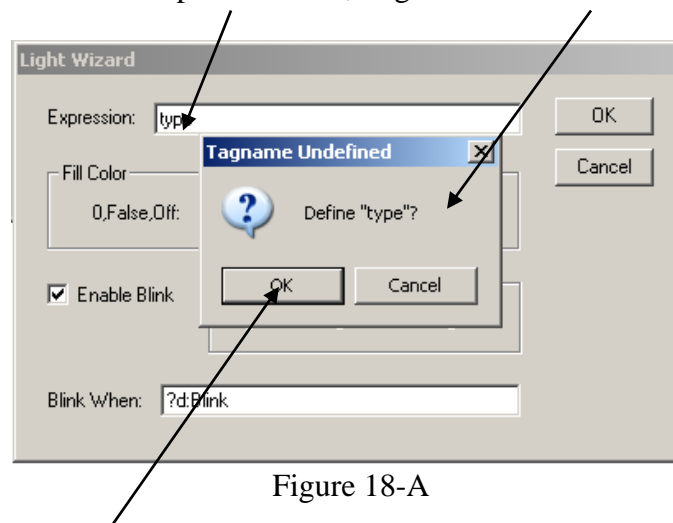 Light Wizard
Expression: type
OK
Tagname Undefined
Cancel
Fill Color
0,False,Off:
Define "type"?
Enable Blink
OK
Cancel
Blink When: ?d:Blink
Figure 18-A